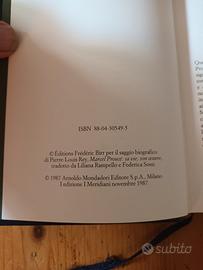 ISBN 88-04-30549-5
© Éditions Frédéric Birr per il saggio biografico
di Pierre-Louis Rey, Marcel Proust: sa vie, son œuvre,
tradotto da Liliana Rampello e Federica Sossi
© 1987 Arnoldo Mondadori Editore S.p.A., Milano
I edizione I Meridiani novembre 1987
subito